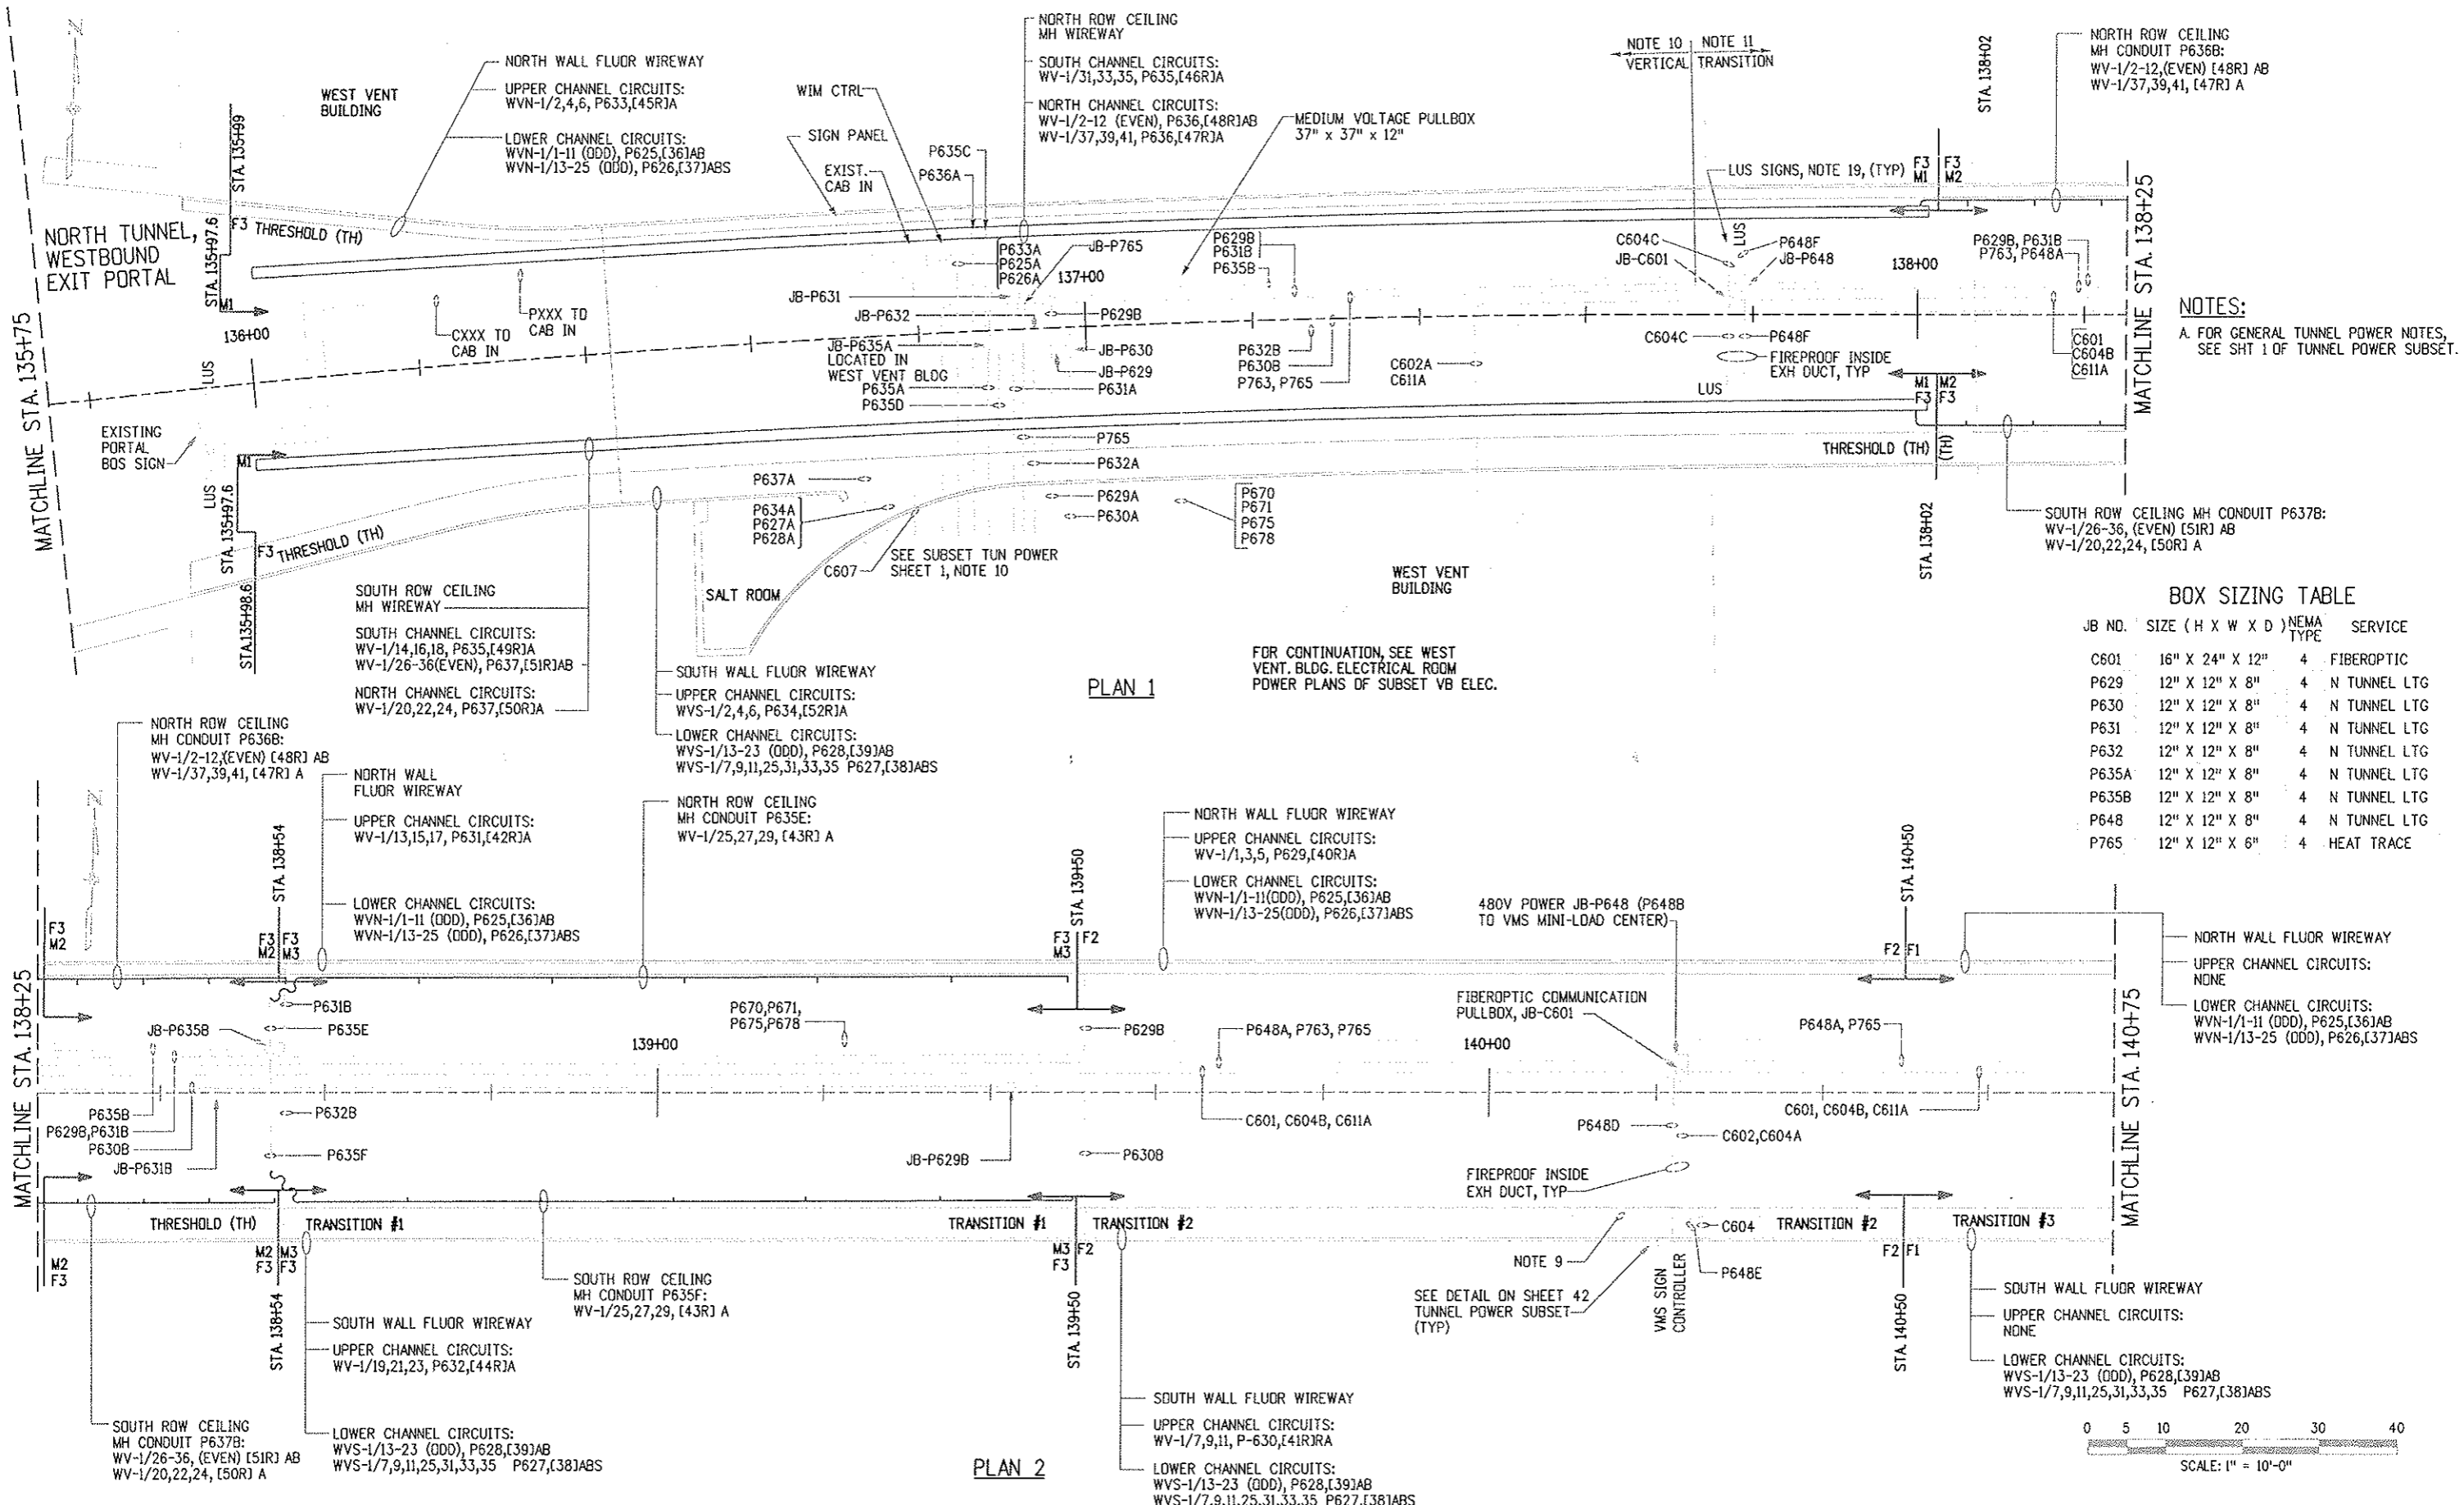 NORTH ROW CEILING
MH WIREWAY
SOUTH CHANNEL CIRCUITS:
WV-1/31,33,35, P635,[46R]A
NORTH CHANNEL CIRCUITS:
WV-1/2-12 (EVEN), P636,[48R]AB
WV-1/37,39,41, P636,[47R]A
NORTH WALL FLUOR WIREWAY
UPPER CHANNEL CIRCUITS:
WVN-1/2,4,6, P633,[45R]A
LOWER CHANNEL CIRCUITS:
WVN-1/1-11 (ODD), P625,[36]AB
WVN-1/13-25 (ODD), P626,[37]ABS
N
WEST VENT
BUILDING
WIM CTRL
SIGN PANEL
EXIST.
CAB IN
P635C
P636A
MEDIUM VOLTAGE PULLBOX
37" x 37" x 12"
NOTE 10
NOTE 11
VERTICAL TRANSITION
STA. 138+02
NORTH ROW CEILING
MH CONDUIT P636B:
WV-1/2-12,(EVEN) [48R] AB
WV-1/37,39,41, [47R] A
LUS SIGNS, NOTE 19, (TYP)
F3
M1
F3
M2
STA. 135+99
F3
THRESHOLD (TH)
NORTH TUNNEL,
WESTBOUND
EXIT PORTAL
STA. 135+97.6
M1
136+00
MATCHLINE STA. 135+75
LUS
CXXX TO
CAB IN
PXXX TO
CAB IN
P633A
P625A
P626A
JB-P765
137+00
JB-P631
JB-P632
P629B
JB-P635A
LOCATED IN
WEST VENT BLDG
P635A
P635D
JB-P630
JB-P629
P631A
P629B
P631B
P635B
P632B
P630B
P763, P765
C602A
C611A
C604C
JB-C601
LUS
P648F
JB-P648
138+00
C604C
P648F
FIREPROOF INSIDE
EXH DUCT, TYP
LUS
P629B, P631B
P763, P648A
C601
C604B
C611A
MATCHLINE STA. 138+25
M1
F3
M2
F3
THRESHOLD (TH)
(TH)
STA. 138+02
NOTES:
A. FOR GENERAL TUNNEL POWER NOTES,
SEE SHT 1 OF TUNNEL POWER SUBSET.
EXISTING
PORTAL
BOS SIGN
M1
LUS
STA. 135+97.6
F3
THRESHOLD (TH)
STA.135+98.6
P765
P632A
P637A
P629A
P630A
P634A
P627A
P628A
C607
SEE SUBSET TUN POWER
SHEET 1, NOTE 10
P670
P671
P675
P678
SALT ROOM
WEST VENT
BUILDING
SOUTH ROW CEILING MH CONDUIT P637B:
WV-1/26-36, (EVEN) [51R] AB
WV-1/20,22,24, [50R] A
SOUTH ROW CEILING
MH WIREWAY
SOUTH CHANNEL CIRCUITS:
WV-1/14,16,18, P635,[49R]A
WV-1/26-36(EVEN), P637,[51R]AB
NORTH CHANNEL CIRCUITS:
WV-1/20,22,24, P637,[50R]A
SOUTH WALL FLUOR WIREWAY
UPPER CHANNEL CIRCUITS:
WVS-1/2,4,6, P634,[52R]A
LOWER CHANNEL CIRCUITS:
WVS-1/13-23 (ODD), P628,[39]AB
WVS-1/7,9,11,25,31,33,35 P627,[38]ABS
PLAN 1
FOR CONTINUATION, SEE WEST
VENT. BLDG. ELECTRICAL ROOM
POWER PLANS OF SUBSET VB ELEC.
BOX SIZING TABLE
JB NO. SIZE ( H X W X D ) NEMA TYPE SERVICE
C601 16" X 24" X 12" 4 FIBEROPTIC
P629 12" X 12" X 8" 4 N TUNNEL LTG
P630 12" X 12" X 8" 4 N TUNNEL LTG
P631 12" X 12" X 8" 4 N TUNNEL LTG
P632 12" X 12" X 8" 4 N TUNNEL LTG
P635A 12" X 12" X 8" 4 N TUNNEL LTG
P635B 12" X 12" X 8" 4 N TUNNEL LTG
P648 12" X 12" X 8" 4 N TUNNEL LTG
P765 12" X 12" X 6" 4 HEAT TRACE
NORTH ROW CEILING
MH CONDUIT P636B:
WV-1/2-12,(EVEN) [48R] AB
WV-1/37,39,41, [47R] A
NORTH WALL
FLUOR WIREWAY
UPPER CHANNEL CIRCUITS:
WV-1/13,15,17, P631,[42R]A
LOWER CHANNEL CIRCUITS:
WVN-1/1-11 (ODD), P625,[36]AB
WVN-1/13-25 (ODD), P626,[37]ABS
NORTH ROW CEILING
MH CONDUIT P635E:
WV-1/25,27,29, [43R] A
NORTH WALL FLUOR WIREWAY
UPPER CHANNEL CIRCUITS:
WV-1/1,3,5, P629,[40R]A
LOWER CHANNEL CIRCUITS:
WVN-1/1-11(ODD), P625,[36]AB
WVN-1/13-25(ODD), P626,[37]ABS
480V POWER JB-P648 (P648B
TO VMS MINI-LOAD CENTER)
STA. 140+50
NORTH WALL FLUOR WIREWAY
UPPER CHANNEL CIRCUITS:
NONE
LOWER CHANNEL CIRCUITS:
WVN-1/1-11 (ODD), P625,[36]AB
WVN-1/13-25 (ODD), P626,[37]ABS
N
F3
M2
STA. 138+54
F3
M2
F3
M3
STA. 139+50
F3
M3
F2
F2
F1
MATCHLINE STA. 138+25
P631B
JB-P635B
P635E
P670,P671,
P675,P678
139+00
P629B
P648A, P763, P765
FIBEROPTIC COMMUNICATION
PULLBOX, JB-C601
140+00
P648A, P765
P635B
P629B,P631B
P630B
JB-P631B
P632B
P635F
JB-P629B
P630B
C601, C604B, C611A
P648D
C602,C604A
C601, C604B, C611A
FIREPROOF INSIDE
EXH DUCT, TYP
MATCHLINE STA. 140+75
THRESHOLD (TH)
TRANSITION #1
TRANSITION #1
TRANSITION #2
TRANSITION #2
TRANSITION #3
M2
F3
M2
F3
M3
F3
M3
F3
F2
F2
F1
NOTE 9
C604
P648E
VMS SIGN
CONTROLLER
SEE DETAIL ON SHEET 42
TUNNEL POWER SUBSET
(TYP)
STA. 138+54
STA. 139+50
STA. 140+50
SOUTH ROW CEILING
MH CONDUIT P635F:
WV-1/25,27,29, [43R] A
SOUTH WALL FLUOR WIREWAY
UPPER CHANNEL CIRCUITS:
WV-1/19,21,23, P632,[44R]A
LOWER CHANNEL CIRCUITS:
WVS-1/13-23 (ODD), P628,[39]AB
WVS-1/7,9,11,25,31,33,35 P627,[38]ABS
SOUTH ROW CEILING
MH CONDUIT P637B:
WV-1/26-36, (EVEN) [51R] AB
WV-1/20,22,24, [50R] A
SOUTH WALL FLUOR WIREWAY
UPPER CHANNEL CIRCUITS:
WV-1/7,9,11, P-630,[41R]RA
LOWER CHANNEL CIRCUITS:
WVS-1/13-23 (ODD), P628,[39]AB
WVS-1/7,9,11,25,31,33,35 P627,[38]ABS
SOUTH WALL FLUOR WIREWAY
UPPER CHANNEL CIRCUITS:
NONE
LOWER CHANNEL CIRCUITS:
WVS-1/13-23 (ODD), P628,[39]AB
WVS-1/7,9,11,25,31,33,35 P627,[38]ABS
PLAN 2
0 5 10 20 30 40
SCALE: 1" = 10'-0"